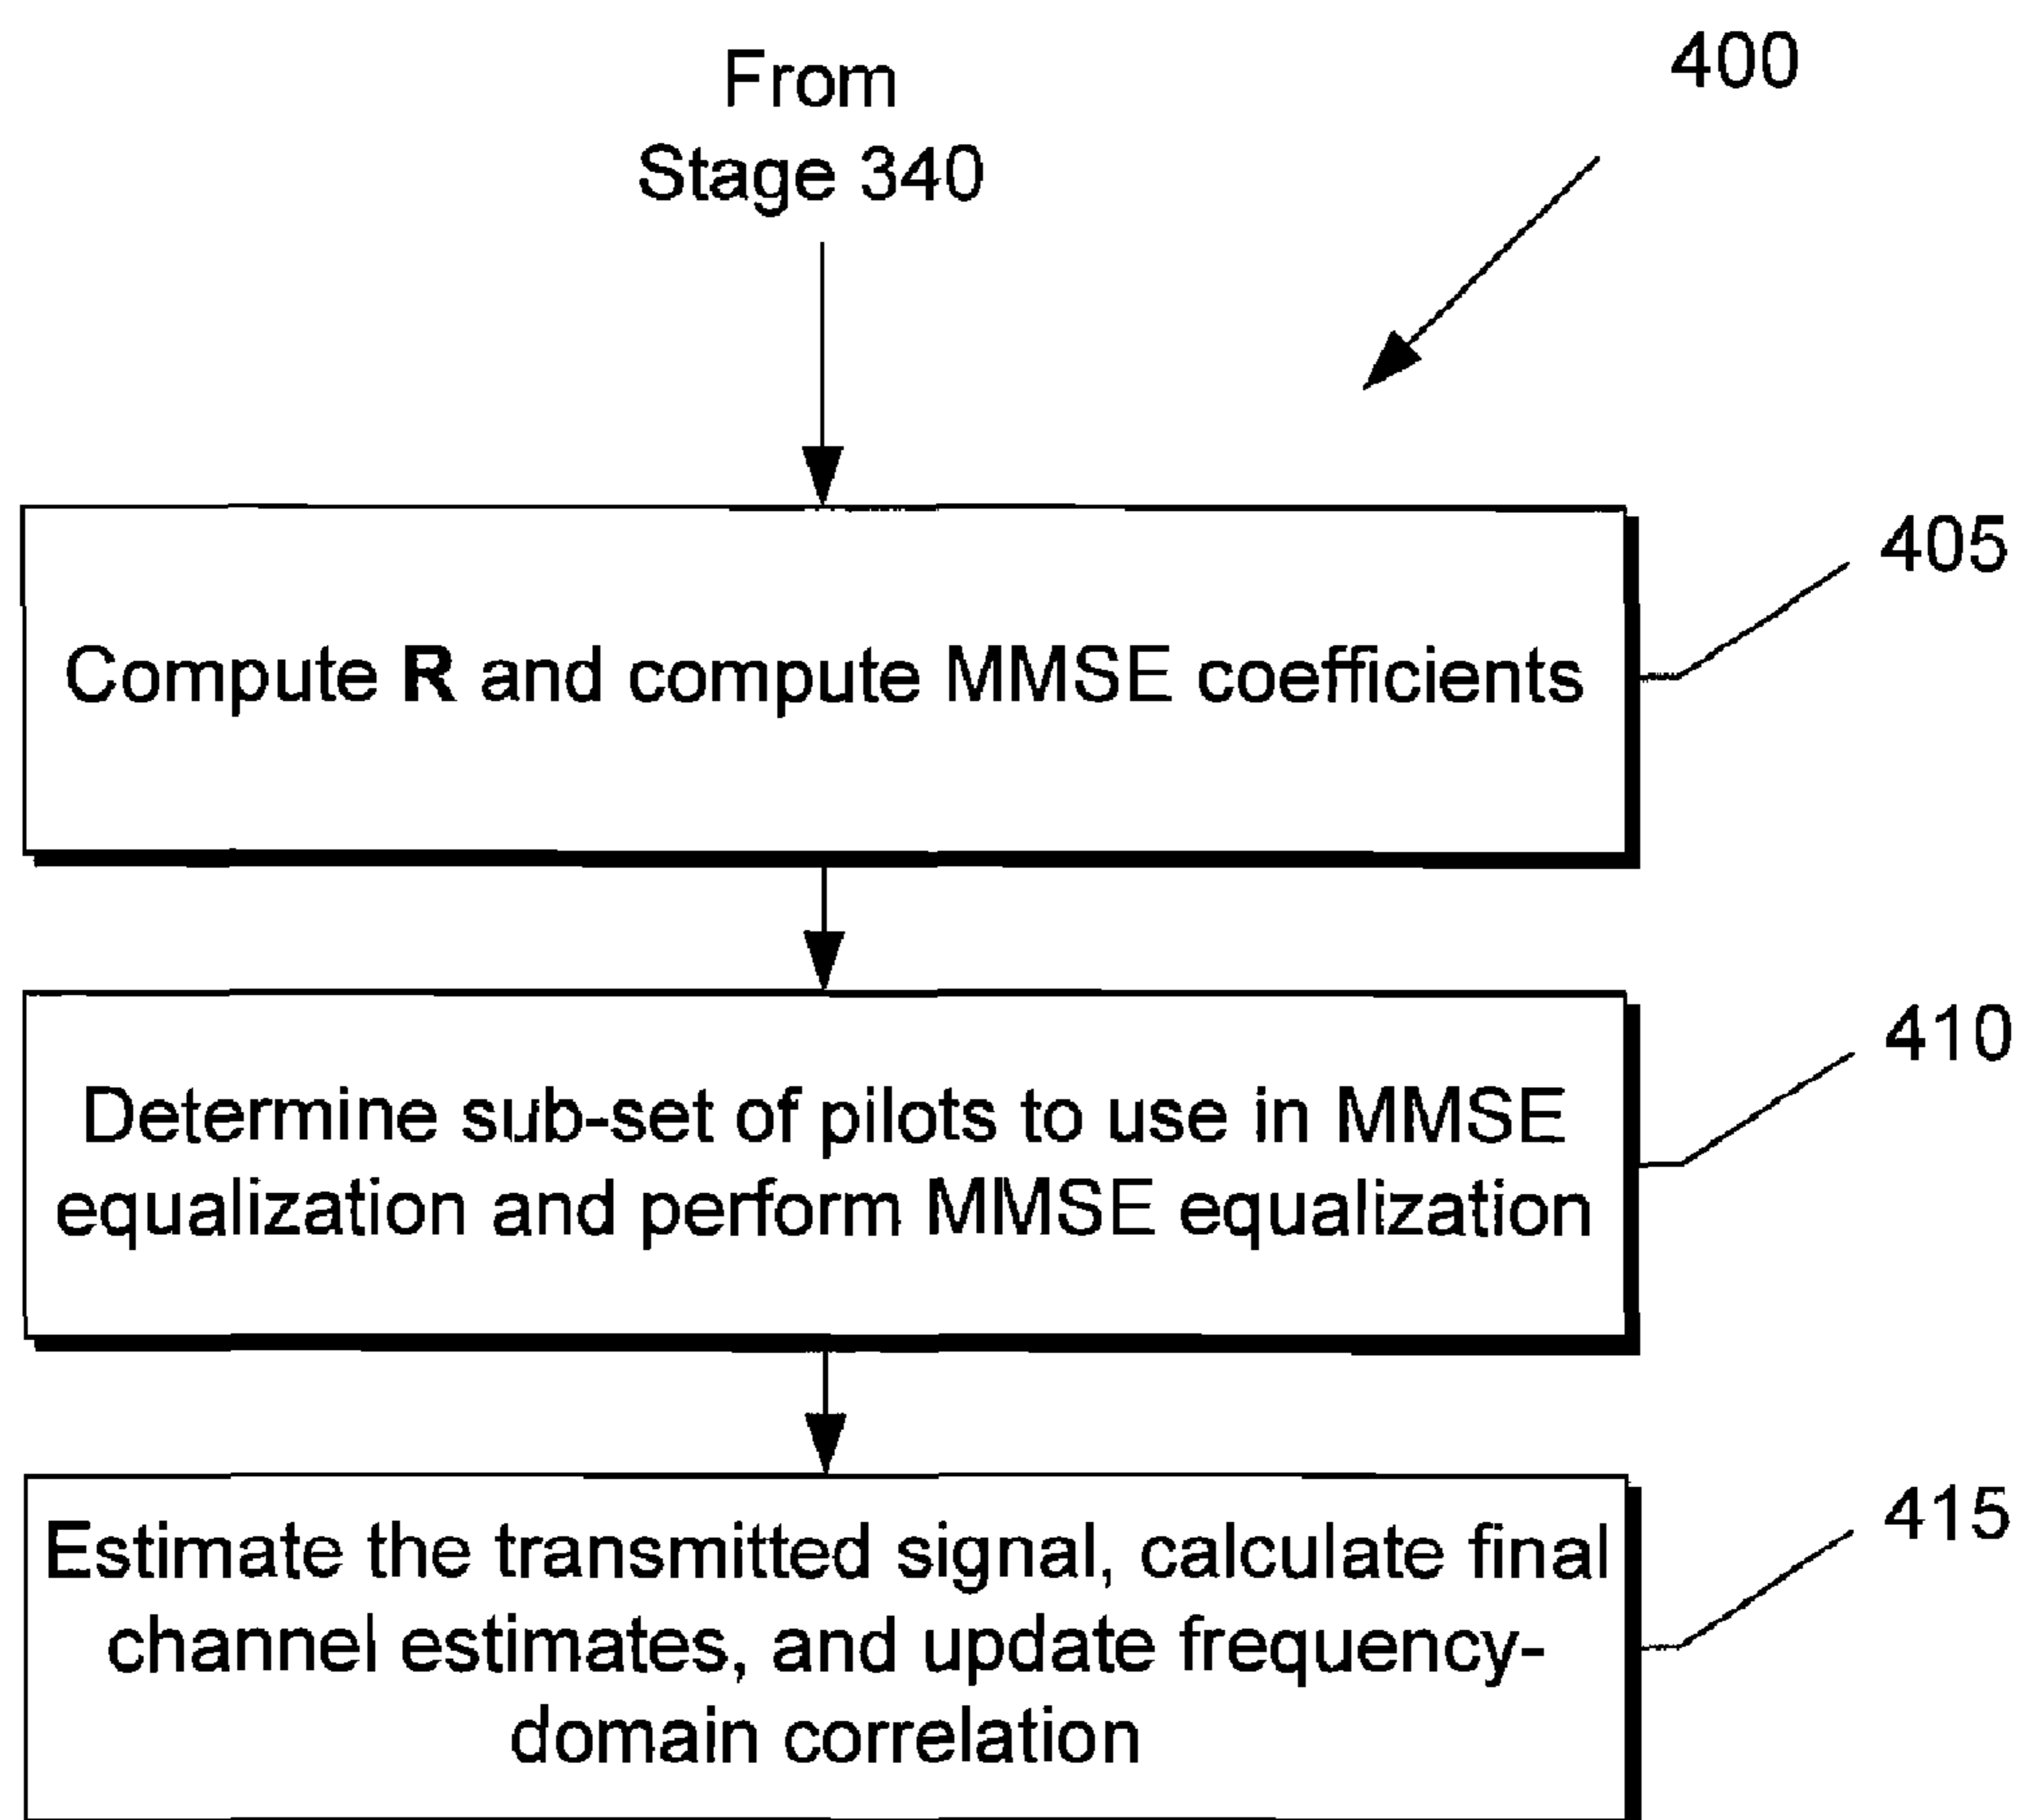 From
Stage 340
400
Compute R and compute MMSE coefficients
405
Determine sub-set of pilots to use in MMSE
equalization and perform MMSE equalization
410
Estimate the transmitted signal, calculate final
channel estimates, and update frequency-
domain correlation
415